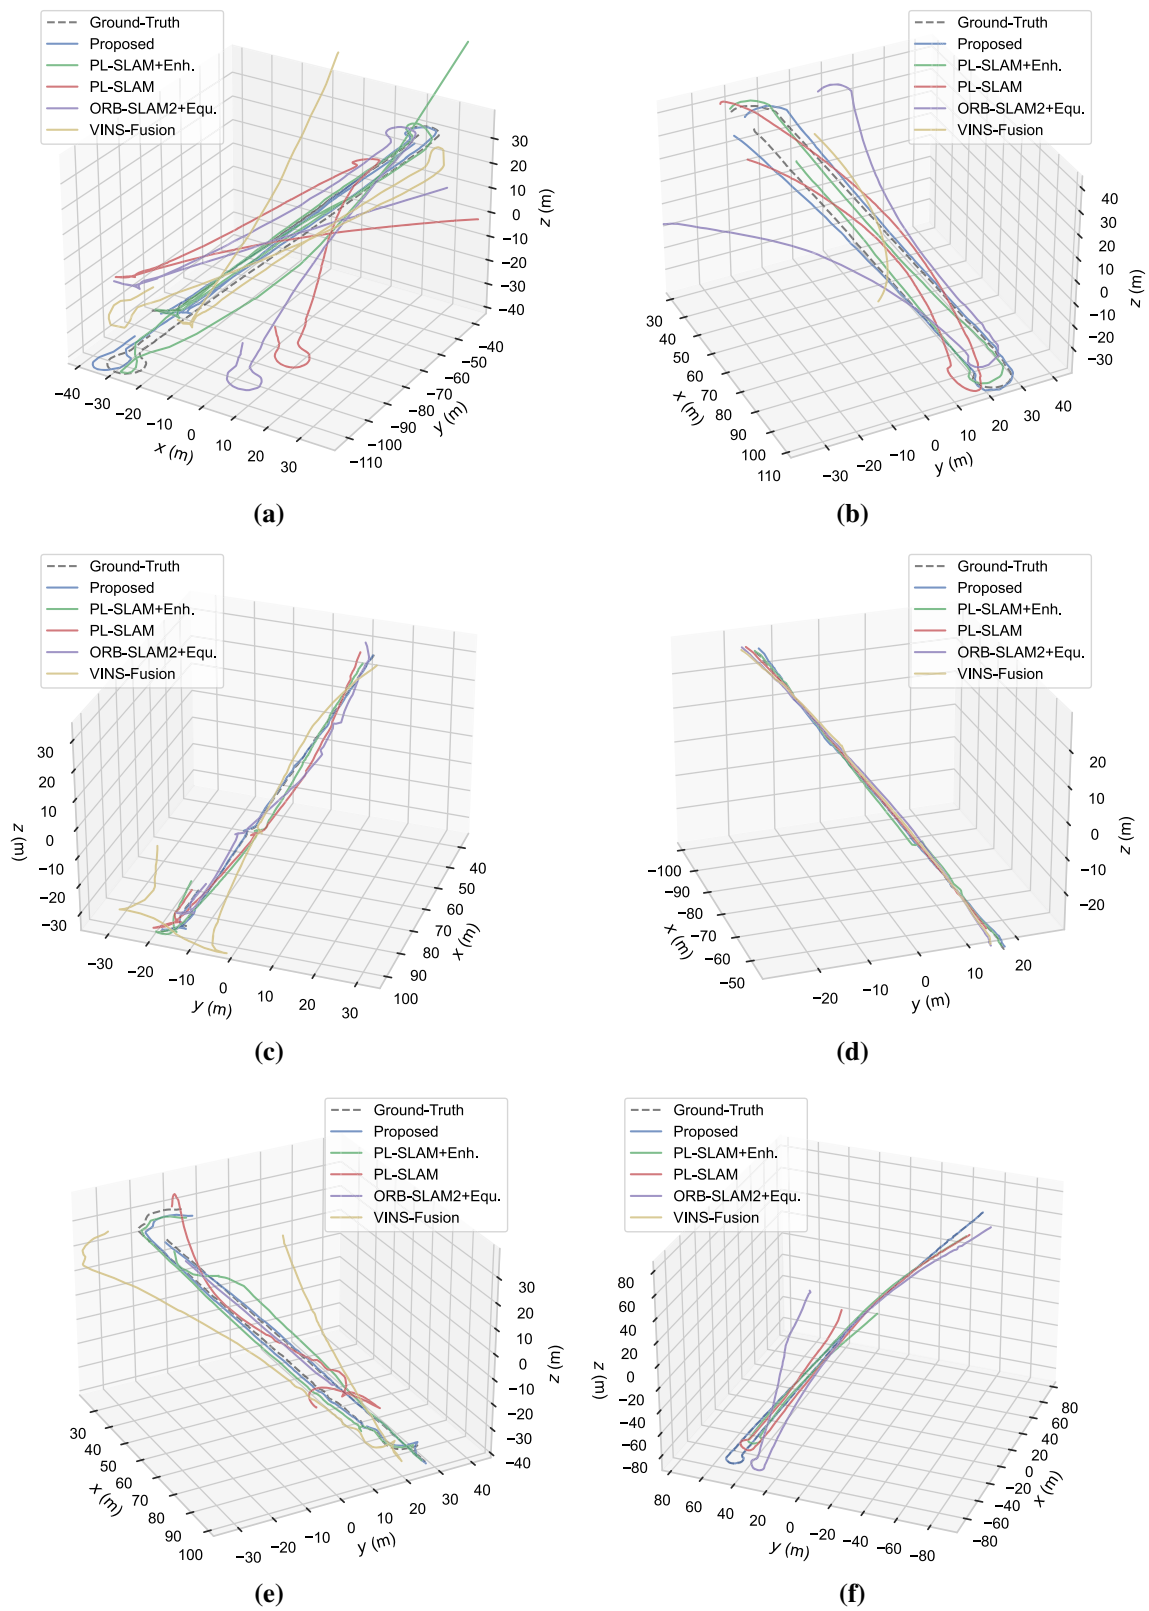 Ground-Truth
Proposed
PL-SLAM+Enh.
PL-SLAM
ORB-SLAM2+Equ.
VINS-Fusion
30
20
10
0
−10
−20
−30
−40
z (m)
−40
−30
−20
−10
0
10
20
30
x (m)
−40
−50
−60
−70
−80
−90
−100
−110
y (m)
(a)
Ground-Truth
Proposed
PL-SLAM+Enh.
PL-SLAM
ORB-SLAM2+Equ.
VINS-Fusion
40
30
20
10
0
−10
−20
−30
z (m)
30
40
50
60
70
80
90
100
110
x (m)
−30
−20
−10
0
10
20
30
40
y (m)
(b)
Ground-Truth
Proposed
PL-SLAM+Enh.
PL-SLAM
ORB-SLAM2+Equ.
VINS-Fusion
30
20
10
0
−10
−20
−30
z (m)
−30
−20
−10
0
10
20
30
y (m)
40
50
60
70
80
90
100
x (m)
(c)
Ground-Truth
Proposed
PL-SLAM+Enh.
PL-SLAM
ORB-SLAM2+Equ.
VINS-Fusion
20
10
0
−10
−20
z (m)
−100
−90
−80
−70
−60
−50
x (m)
−20
−10
0
10
20
y (m)
(d)
Ground-Truth
Proposed
PL-SLAM+Enh.
PL-SLAM
ORB-SLAM2+Equ.
VINS-Fusion
30
20
10
0
−10
−20
−30
−40
z (m)
30
40
50
60
70
80
90
100
x (m)
−30
−20
−10
0
10
20
30
40
y (m)
(e)
Ground-Truth
Proposed
PL-SLAM+Enh.
PL-SLAM
ORB-SLAM2+Equ.
VINS-Fusion
80
60
40
20
0
−20
−40
−60
−80
z (m)
80
60
40
20
0
−20
−40
−60
−80
y (m)
80
60
40
20
0
−20
−40
−60
−80
x (m)
(f)